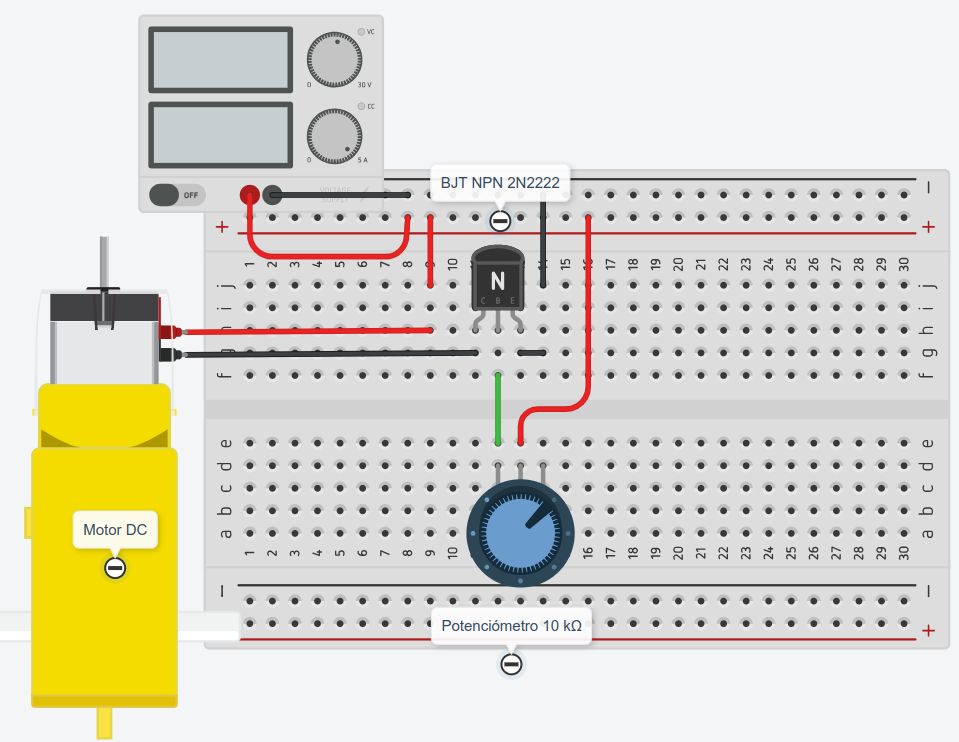 VC
0 30 V
CC
0 5 A
OFF
VOLTAGE
SUPPLY
BJT NPN 2N2222
+ +
1 2 3 4 5 6 7 8 9 10 14 15 16 17 18 19 20 21 22 23 24 25 26 27 28 29 30
j j
N
i i
C B E
h h
g g
f f
e e
d d
c c
b b
Motor DC
a a
1 2 3 4 5 6 7 8 9 10 16 17 18 19 20 21 22 23 24 25 26 27 28 29 30
Potenciómetro 10 kΩ
+